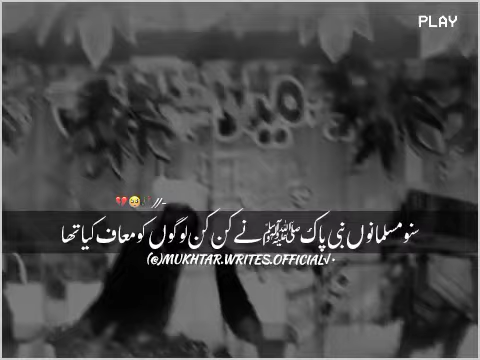 PLAY
💔🥺🥀 //-
سنو مسلمانوں نبی پاک ﷺ نے کن کن لوگوں کو معاف کیا تھا
(@)MUKHTAR.WRITES.OFFICIAL√•